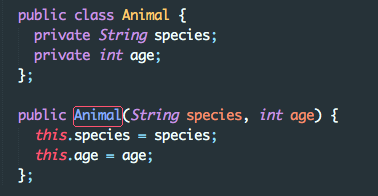 public class Animal {
private String species;
private int age;
};
public Animal(String species, int age) {
this.species = species;
this.age = age;
};